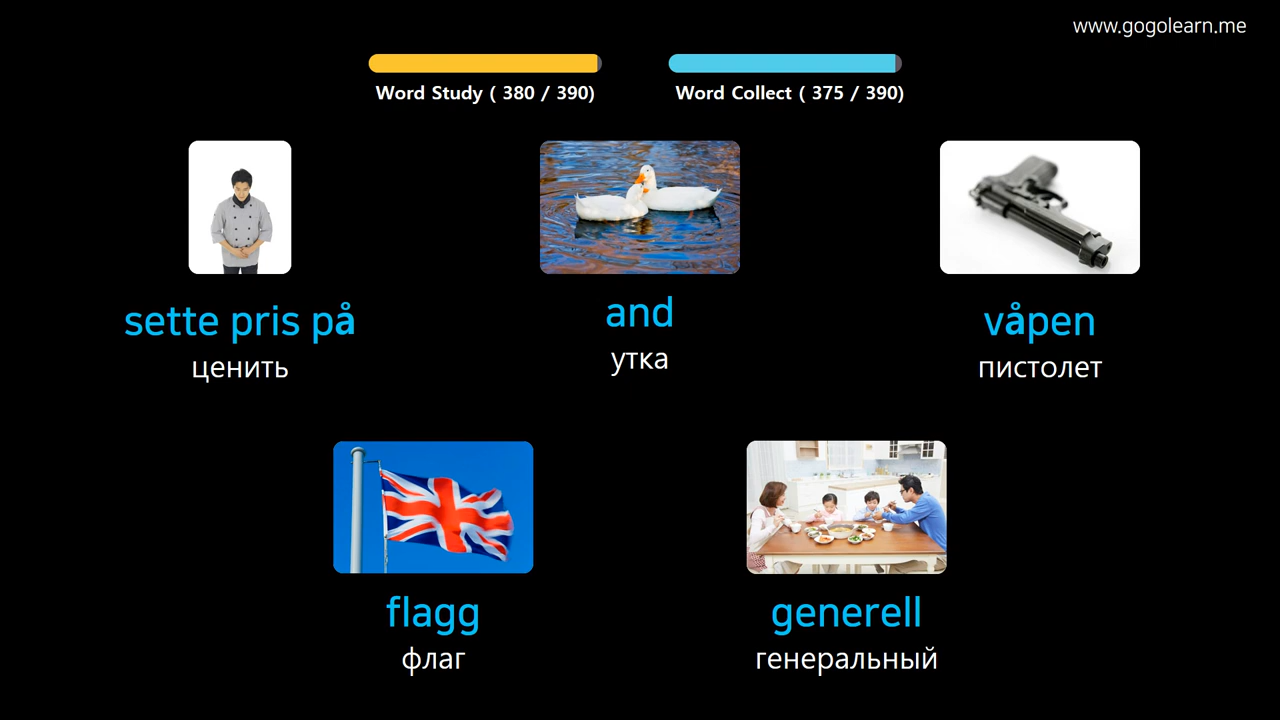 www.gogolearn.me
Word Study ( 380 / 390)
Word Collect ( 375 / 390)
sette pris på
ценить
and
утка
våpen
пистолет
flagg
флаг
generell
генеральный